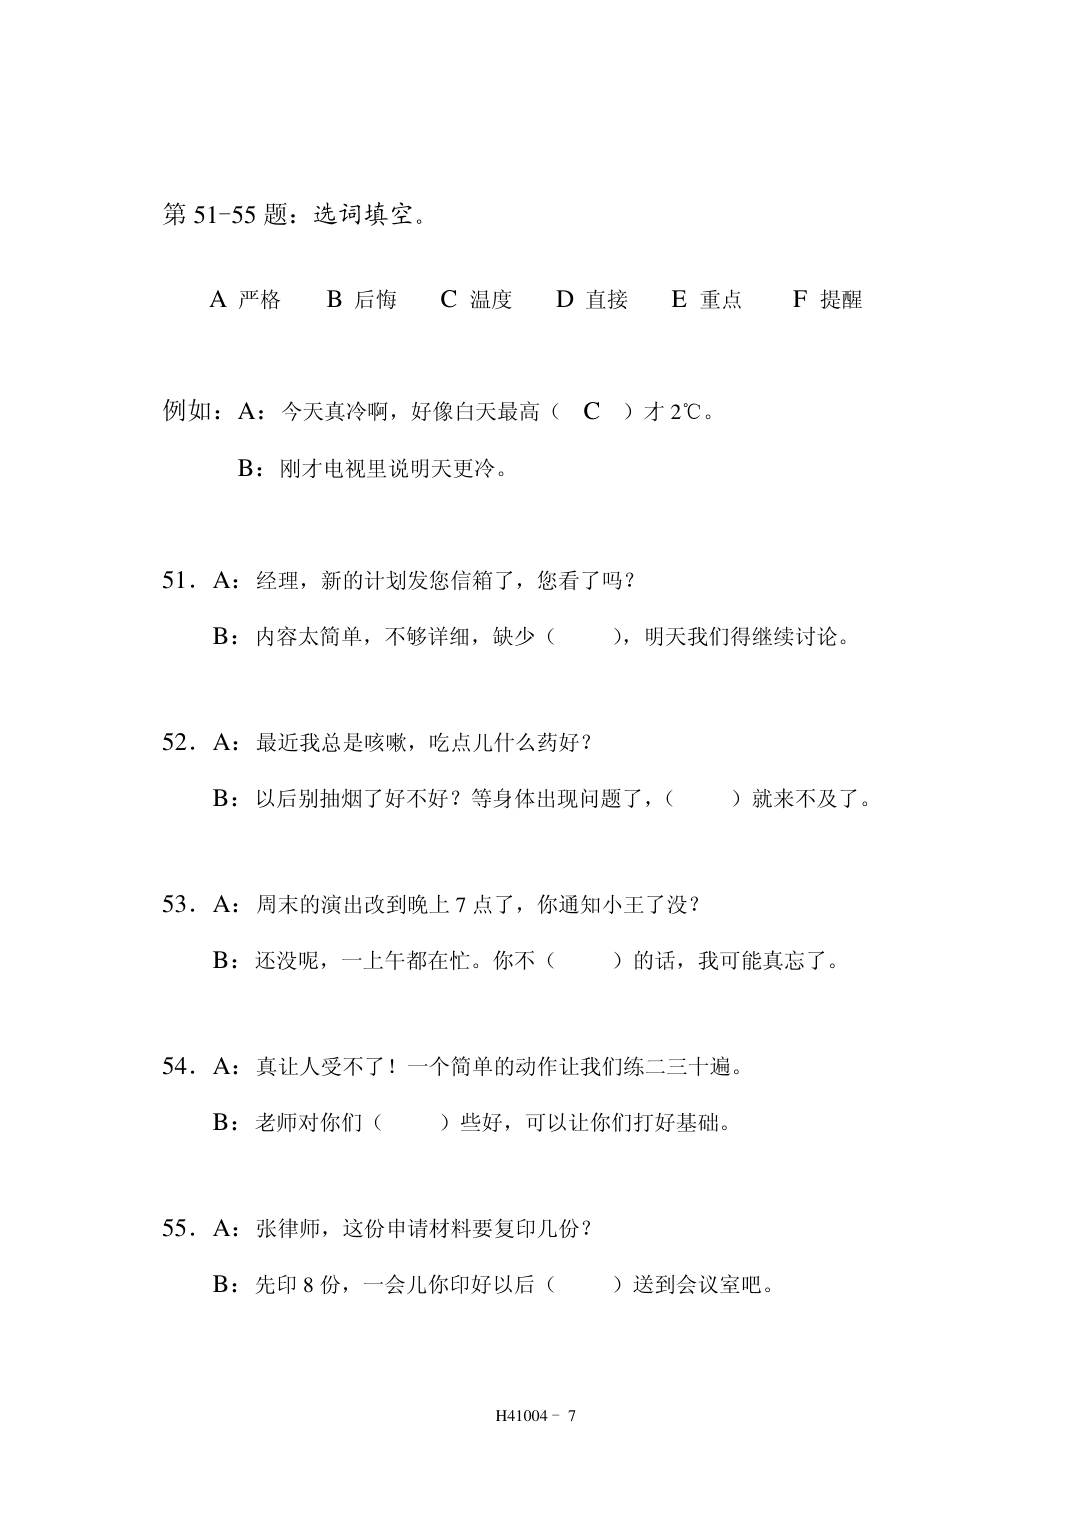 第 51-55 题：选词填空。
A 严格 B 后悔 C 温度 D 直接 E 重点 F 提醒
例如：A：今天真冷啊，好像白天最高（ C ）才 2℃。
B：刚才电视里说明天更冷。
51．A：经理，新的计划发您信箱了，您看了吗？
B：内容太简单，不够详细，缺少（ ），明天我们得继续讨论。
52．A：最近我总是咳嗽，吃点儿什么药好？
B：以后别抽烟了好不好？等身体出现问题了，（ ）就来不及了。
53．A：周末的演出改到晚上 7 点了，你通知小王了没？
B：还没呢，一上午都在忙。你不（ ）的话，我可能真忘了。
54．A：真让人受不了！一个简单的动作让我们练二三十遍。
B：老师对你们（ ）些好，可以让你们打好基础。
55．A：张律师，这份申请材料要复印几份？
B：先印 8 份，一会儿你印好以后（ ）送到会议室吧。
H41004 - 7